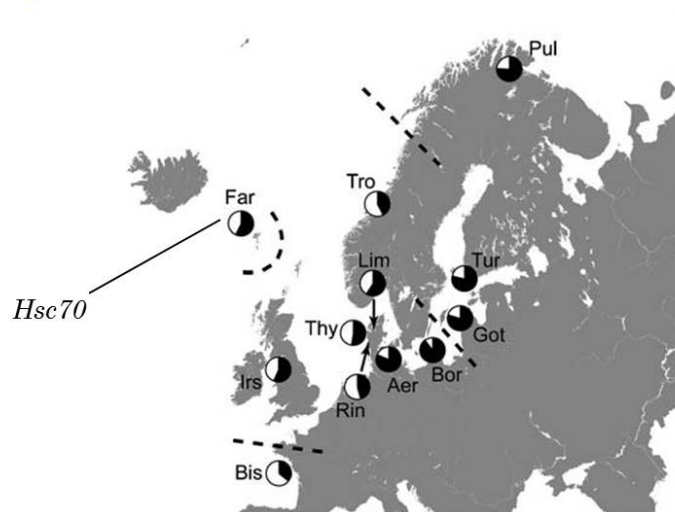 Pul
Tro
Far
Lim
Tur
Hsc70
Thy
Got
Bor
Aer
Irs
Rin
Bis